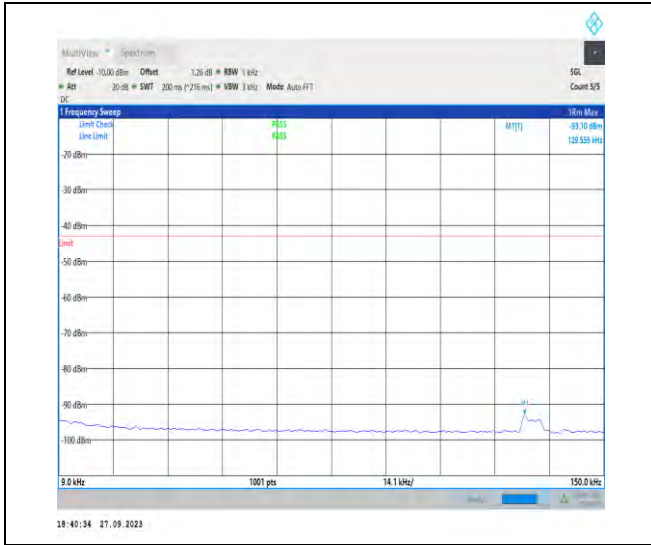 MultiView Spectrum
Ref Level -10.00 dBm Offset 1.26 dB RBW 1 kHz SGL
Att 20 dB SWT 200 ms (~216 ms) VBW 3 kHz Mode Auto FFT Count 5/5
DC
1 Frequency Sweep 1Rm Max
Limit Check PASS M1[1] -93.10 dBm
Line Limit PASS 129.555 kHz
-20 dBm
-30 dBm
-40 dBm
Limit
-50 dBm
-60 dBm
-70 dBm
-80 dBm
-90 dBm
M1
-100 dBm
9.0 kHz 1001 pts 14.1 kHz/ 150.0 kHz
18:40:34 27.09.2023